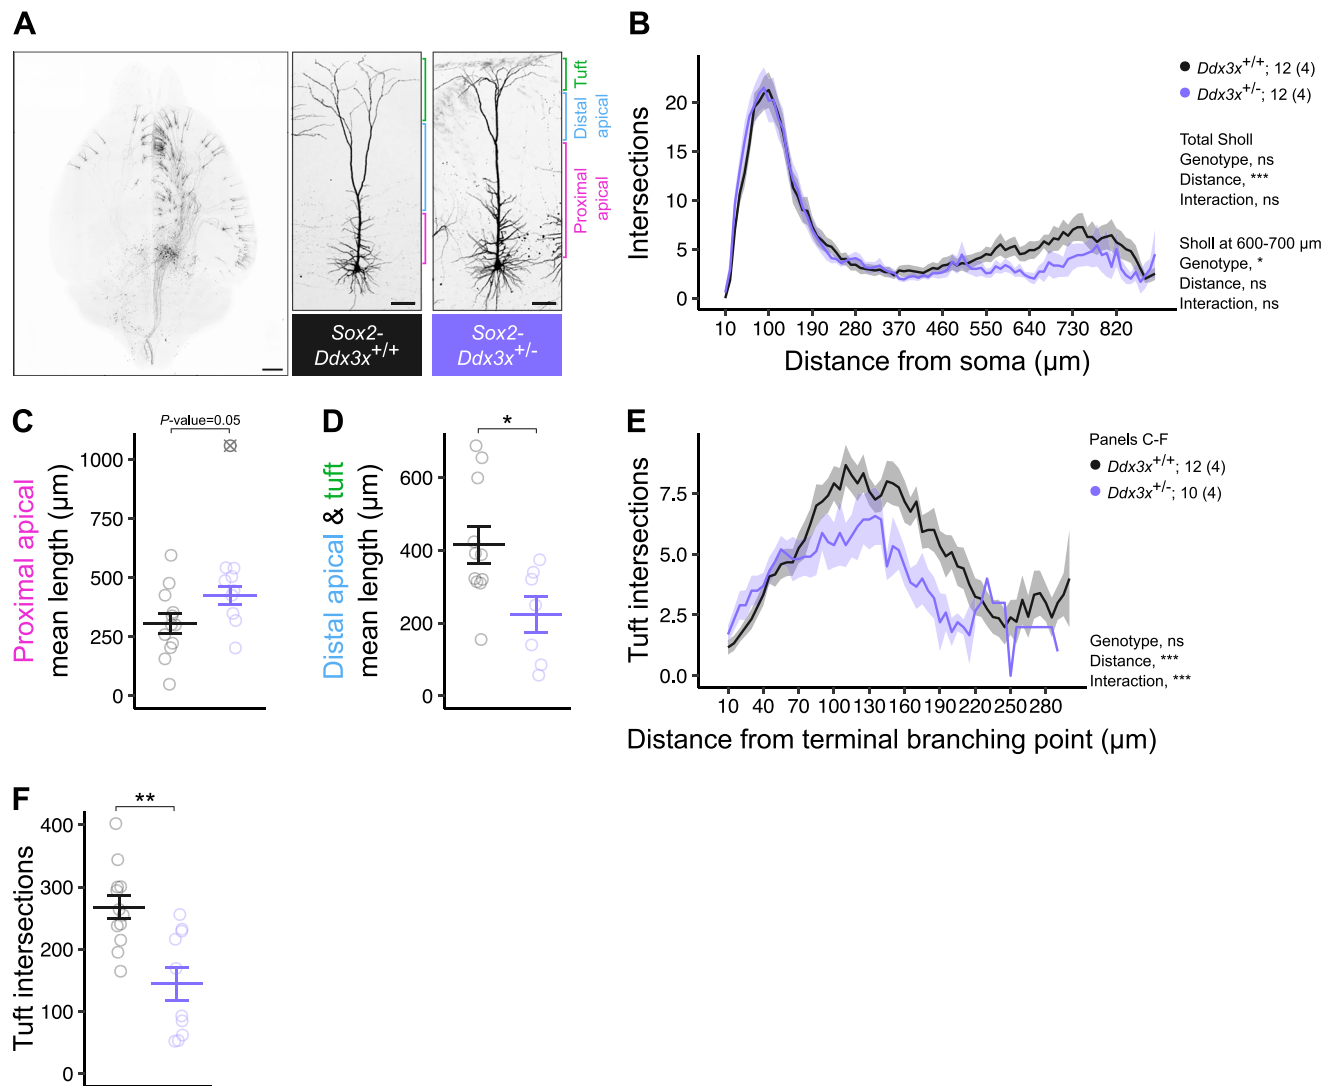 A
Tuft
Distal
apical
Proximal
apical
Sox2-
Ddx3x+/+
Sox2-
Ddx3x+/-
B
Intersections
20
15
10
5
0
10 100 190 280 370 460 550 640 730 820
Distance from soma (µm)
Ddx3x+/+; 12 (4)
Ddx3x+/-; 12 (4)
Total Sholl
Genotype, ns
Distance, ***
Interaction, ns
Sholl at 600-700 µm
Genotype, *
Distance, ns
Interaction, ns
C
P-value=0.05
Proximal apical
mean length (µm)
1000
750
500
250
0
D
*
Distal apical & tuft
mean length (µm)
600
400
200
0
E
Tuft intersections
7.5
5.0
2.5
0.0
10 40 70 100 130 160 190 220 250 280
Distance from terminal branching point (µm)
Panels C-F
Ddx3x+/+; 12 (4)
Ddx3x+/-; 10 (4)
Genotype, ns
Distance, ***
Interaction, ***
F
**
Tuft intersections
400
300
200
100
0